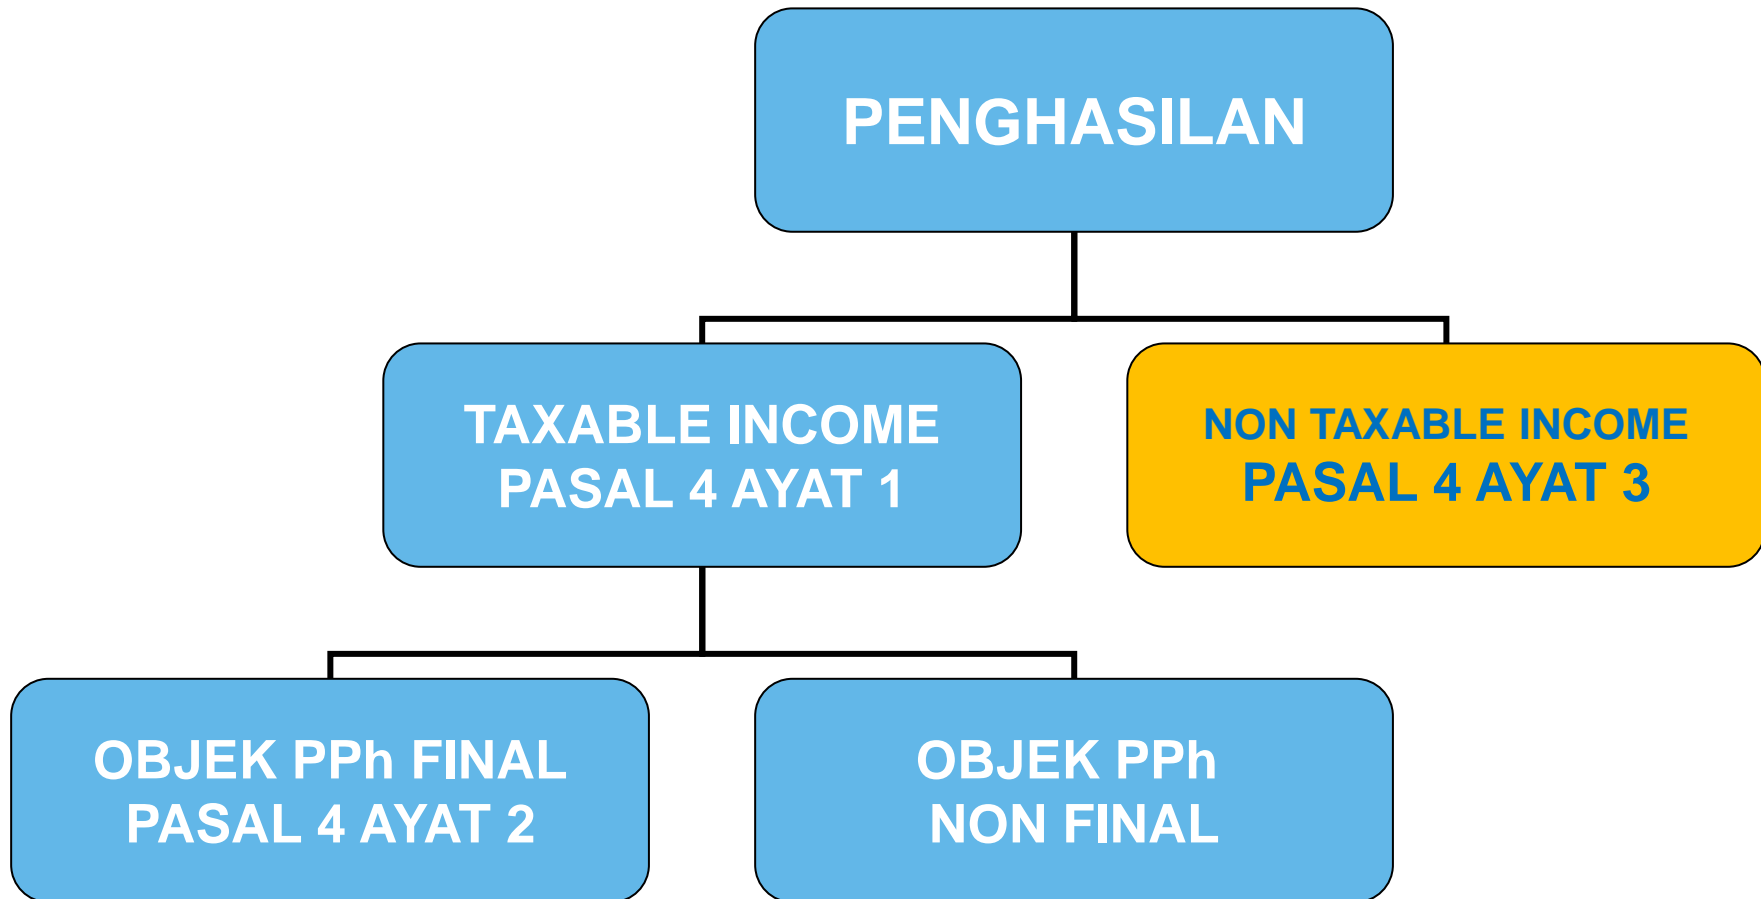 PENGHASILAN
TAXABLE INCOME
PASAL 4 AYAT 1
NON TAXABLE INCOME
PASAL 4 AYAT 3
OBJEK PPh FINAL
PASAL 4 AYAT 2
OBJEK PPh
NON FINAL